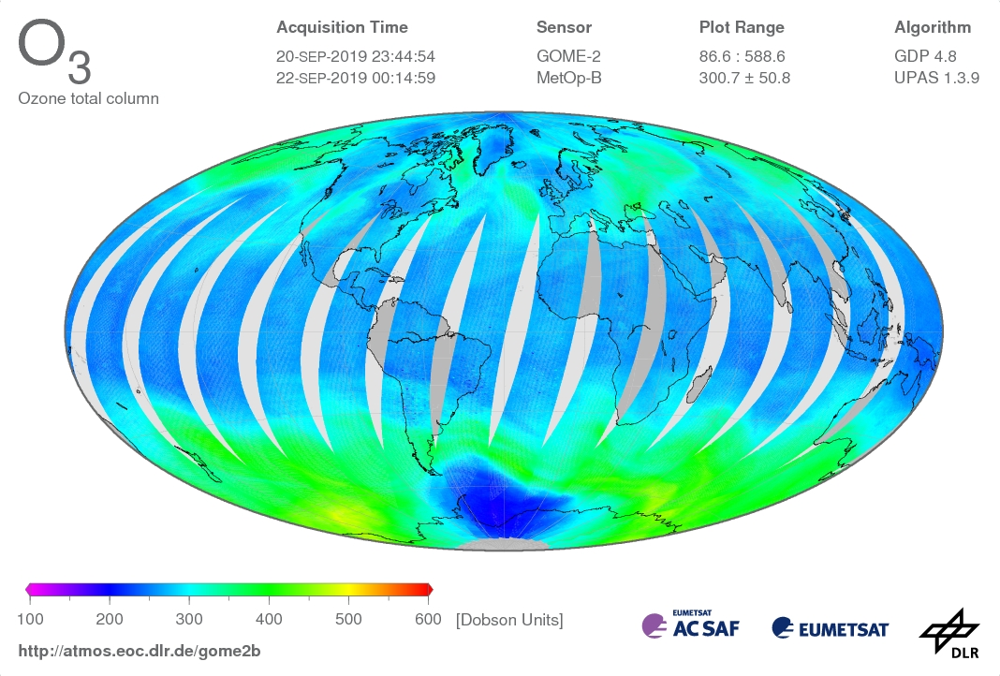 O3
Ozone total column
Acquisition Time
20-SEP-2019 23:44:54
22-SEP-2019 00:14:59
Sensor
GOME-2
MetOp-B
Plot Range
86.6 : 588.6
300.7 ± 50.8
Algorithm
GDP 4.8
UPAS 1.3.9
100 200 300 400 500 600 [Dobson Units]
http://atmos.eoc.dlr.de/gome2b
EUMETSAT
AC SAF
EUMETSAT
DLR